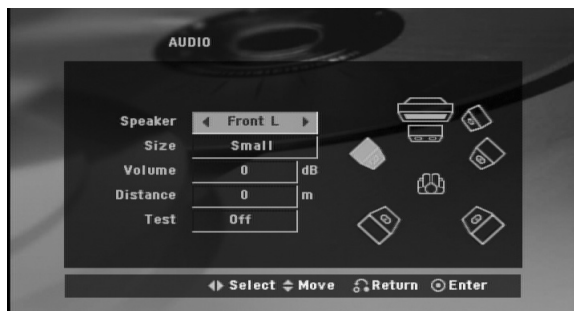 AUDIO
Speaker Front L
Size Small
Volume 0 dB
Distance 0 m
Test Off
Select Move Return Enter